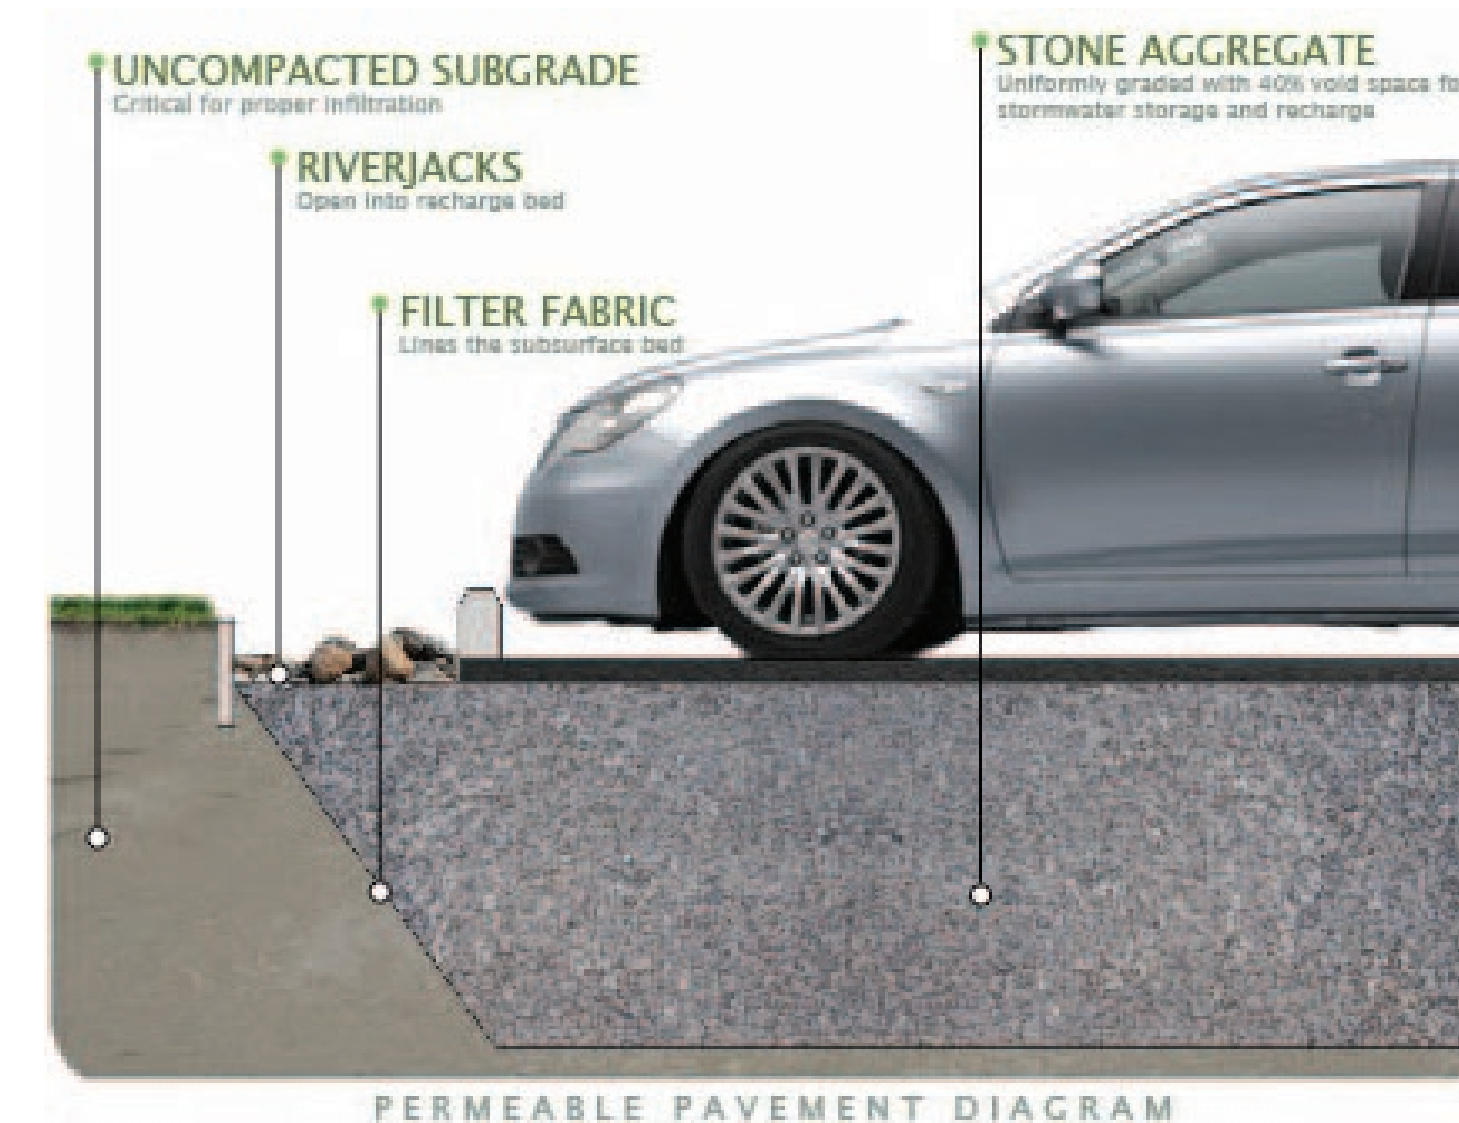 UNCOMPACTED SUBGRADE
Critical for proper infiltration
RIVERJACKS
Open into recharge bed
FILTER FABRIC
Lines the subsurface bed
STONE AGGREGATE
Uniformly graded with 40% void space fo
stormwater storage and recharge
PERMEABLE PAVEMENT DIAGRAM